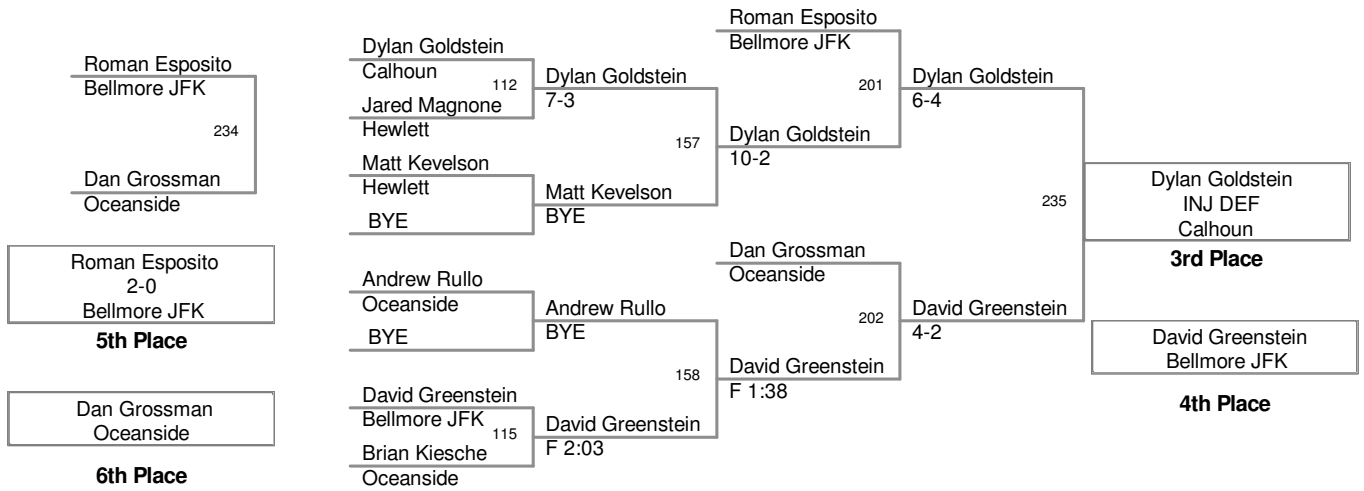 Roman Esposito
Bellmore JFK
234
Dan Grossman
Oceanside
Roman Esposito
2-0
Bellmore JFK
5th Place
Dan Grossman
Oceanside
6th Place
Dylan Goldstein
Calhoun
112
Jared Magnone
Hewlett
Matt Kevelson
Hewlett
BYE
Andrew Rullo
Oceanside
BYE
David Greenstein
Bellmore JFK
115
Brian Kiesche
Oceanside
Dylan Goldstein
7-3
157
Matt Kevelson
BYE
Andrew Rullo
BYE
158
David Greenstein
F 2:03
Roman Esposito
Bellmore JFK
201
Dylan Goldstein
10-2
Dan Grossman
Oceanside
202
David Greenstein
F 1:38
Dylan Goldstein
6-4
235
David Greenstein
4-2
Dylan Goldstein
INJ DEF
Calhoun
3rd Place
David Greenstein
Bellmore JFK
4th Place